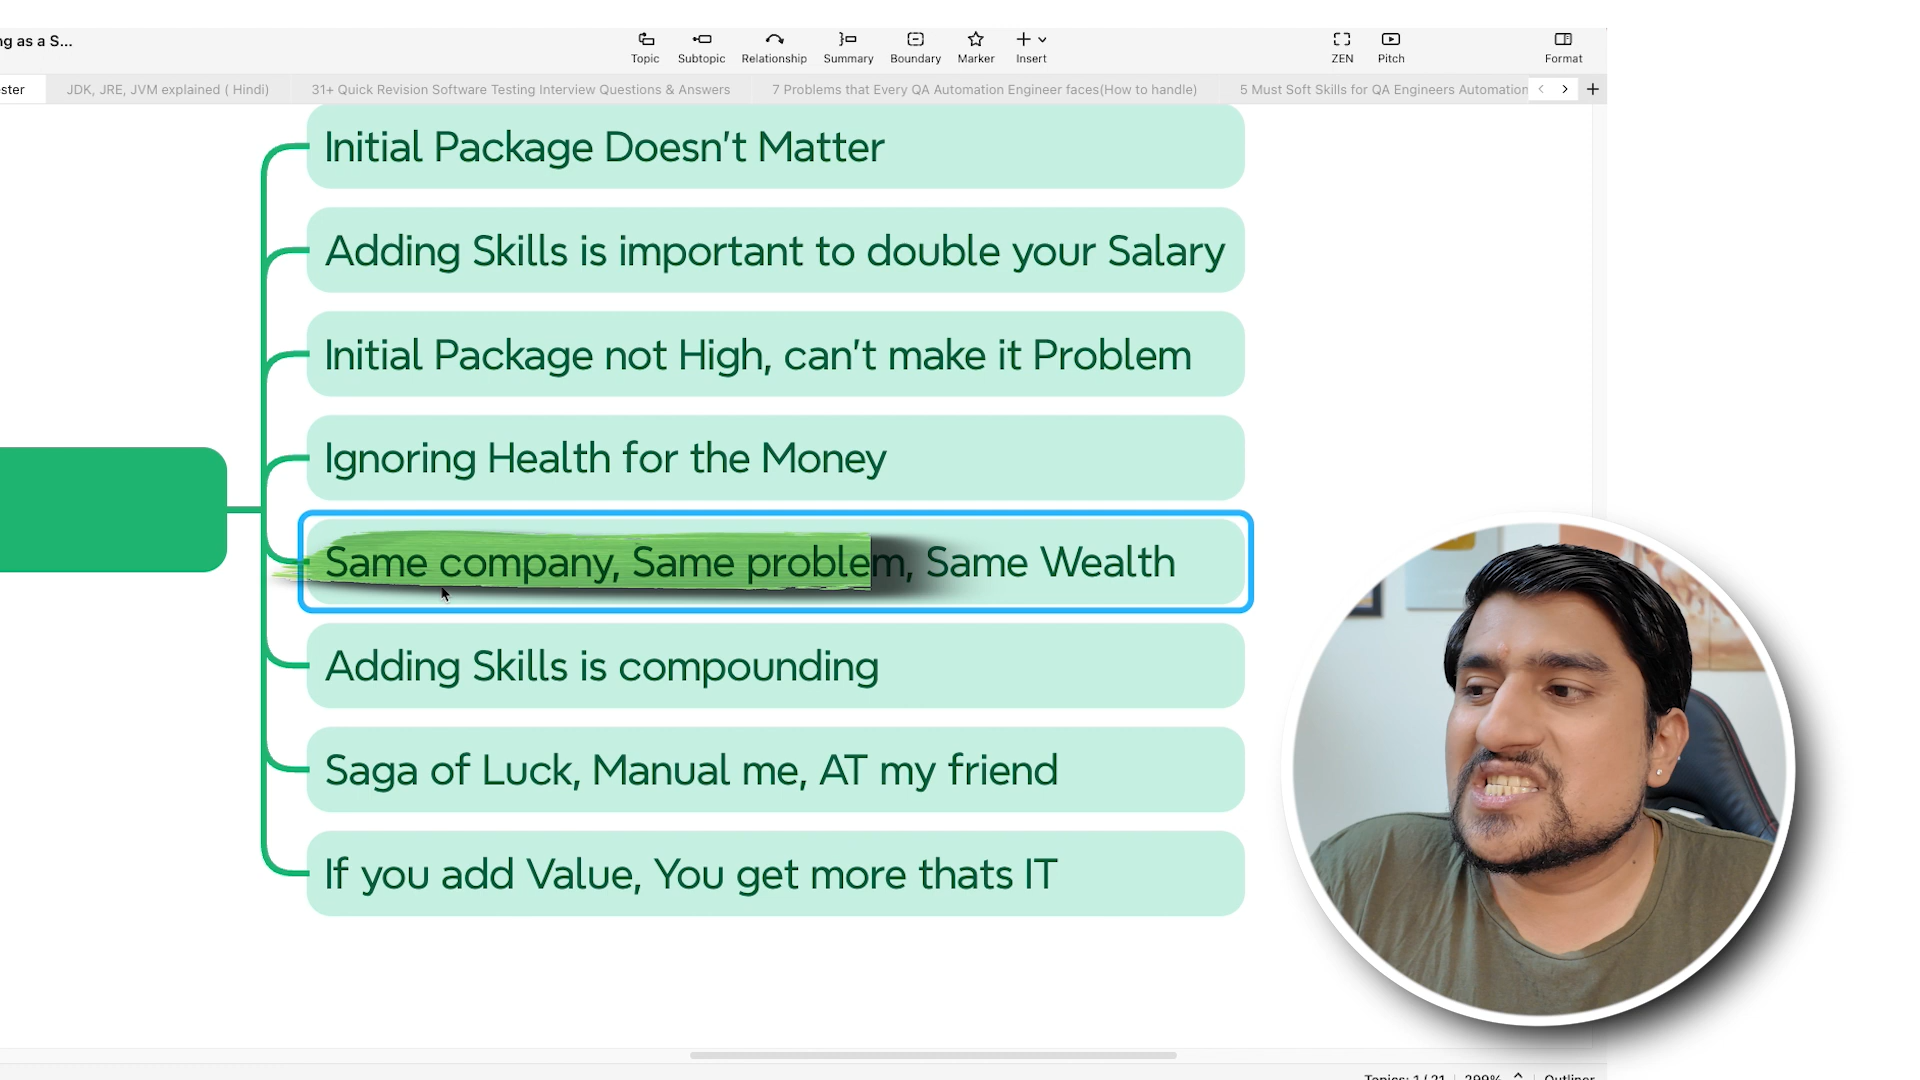 ng as a S...
Topic
Subtopic
Relationship
Summary
Boundary
Marker
Insert
ZEN
Pitch
Format
ster
JDK, JRE, JVM explained ( Hindi)
31+ Quick Revision Software Testing Interview Questions & Answers
7 Problems that Every QA Automation Engineer faces(How to handle)
5 Must Soft Skills for QA Engineers Automation
Initial Package Doesn't Matter
Adding Skills is important to double your Salary
Initial Package not High, can't make it Problem
Ignoring Health for the Money
Same company, Same problem, Same Wealth
Adding Skills is compounding
Saga of Luck, Manual me, AT my friend
If you add Value, You get more thats IT
Topics: 1 / 21
299%
Outliner